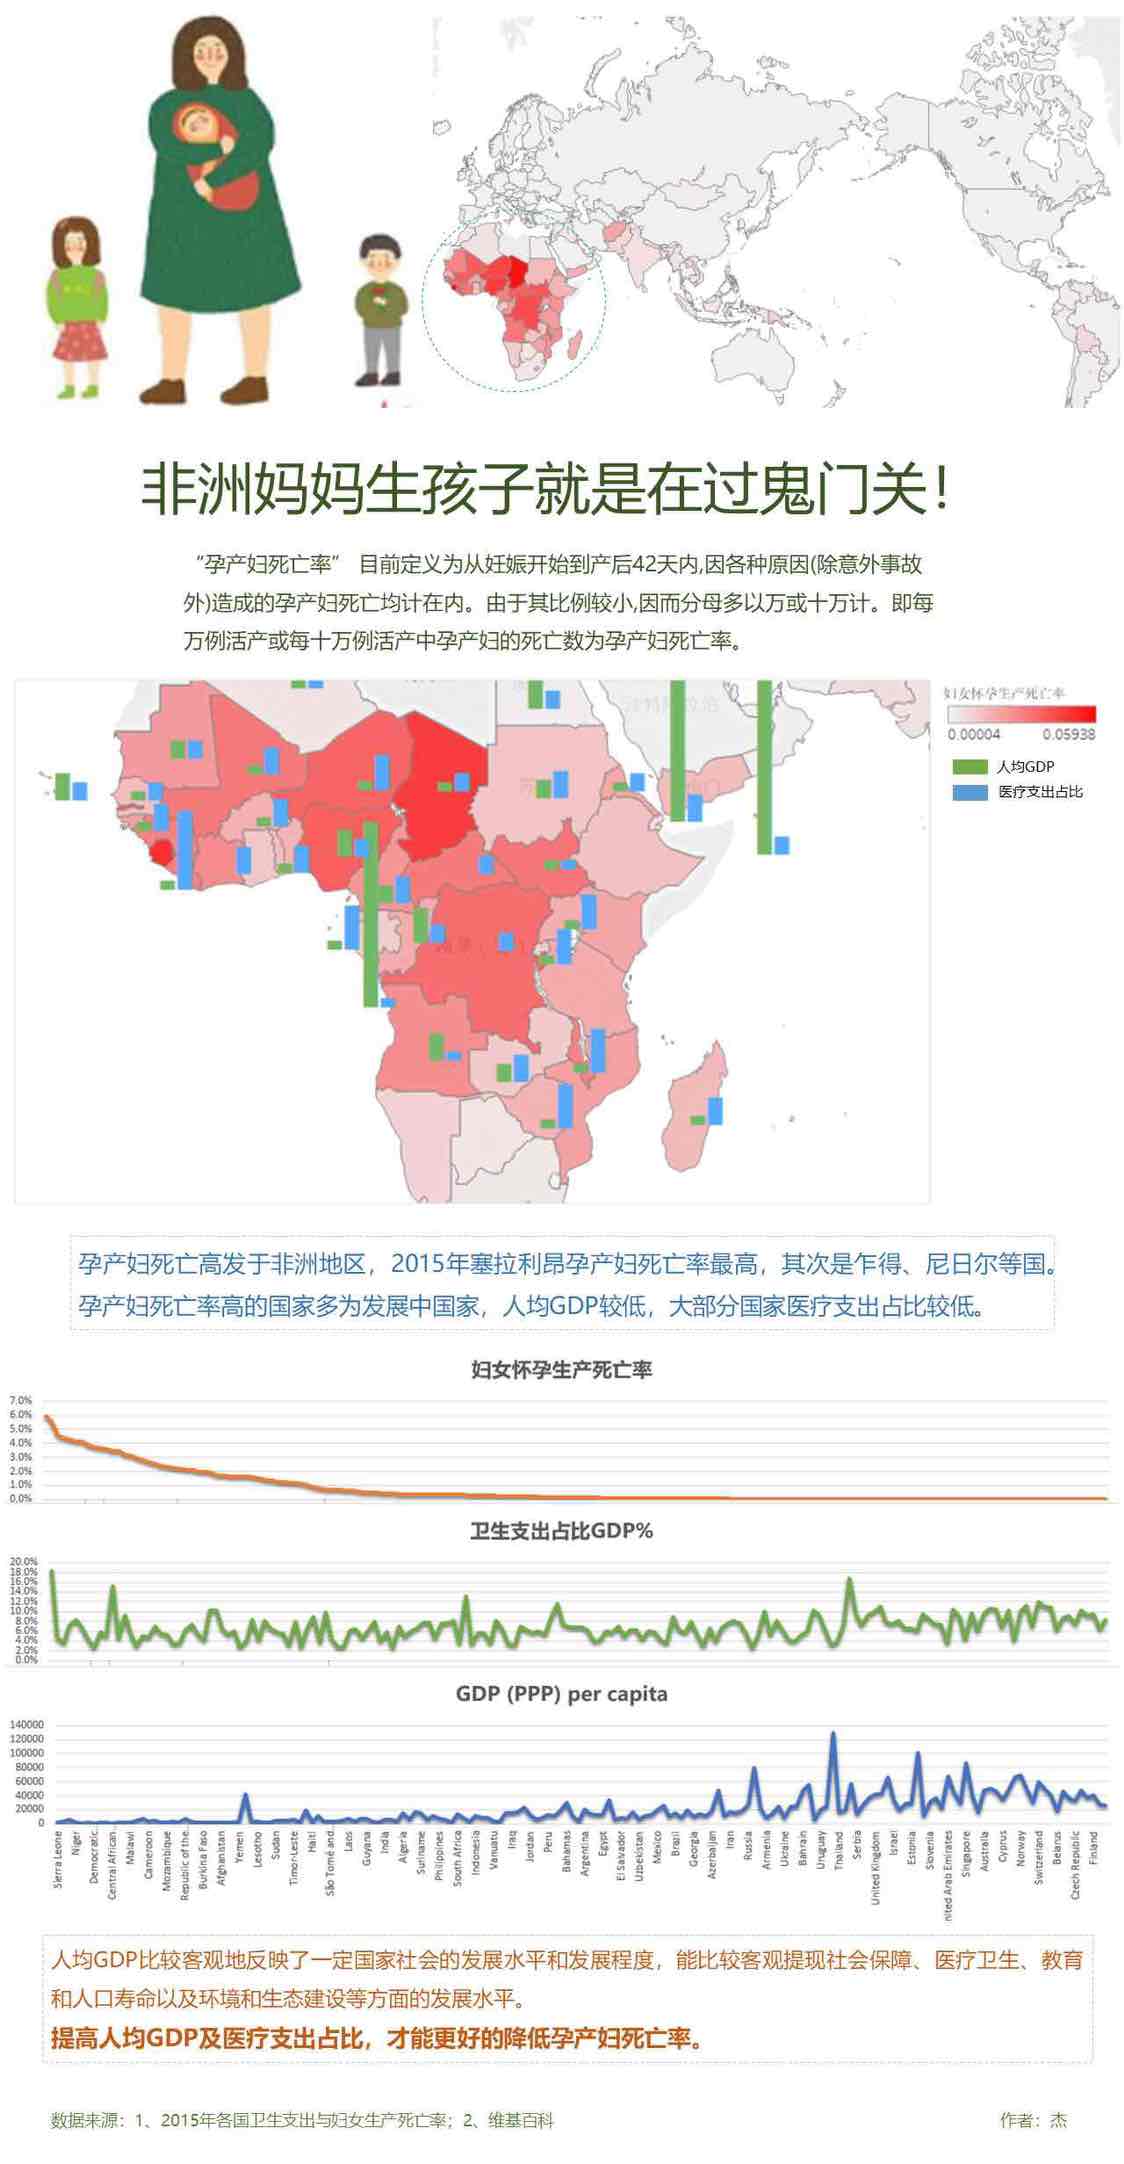 非洲妈妈生孩子就是在过鬼门关！
“孕产妇死亡率” 目前定义为从妊娠开始到产后42天内,因各种原因(除意外事故
外)造成的孕产妇死亡均计在内。由于其比例较小,因而分母多以万或十万计。即每
万例活产或每十万例活产中孕产妇的死亡数为孕产妇死亡率。
妇女怀孕生产死亡率
0.00004 0.05938
人均GDP
医疗支出占比
孕产妇死亡高发于非洲地区，2015年塞拉利昂孕产妇死亡率最高，其次是乍得、尼日尔等国。
孕产妇死亡率高的国家多为发展中国家，人均GDP较低，大部分国家医疗支出占比较低。
妇女怀孕生产死亡率
7.0%
6.0%
5.0%
4.0%
3.0%
2.0%
1.0%
0.0%
卫生支出占比GDP%
20.0%
18.0%
16.0%
14.0%
12.0%
10.0%
8.0%
6.0%
4.0%
2.0%
0.0%
GDP (PPP) per capita
140000
120000
100000
80000
60000
40000
20000
0
Sierra Leone
Niger
Democratic...
Central African...
Malawi
Cameroon
Mozambique
Republic of the...
Burkina Faso
Afghanistan
Yemen
Lesotho
Sudan
Timor-Leste
Haiti
São Tomé and...
Laos
Guyana
India
Algeria
Suriname
Philippines
South Africa
Indonesia
Vanuatu
Iraq
Jordan
Peru
Bahamas
Argentina
Egypt
El Salvador
Uzbekistan
Mexico
Brazil
Georgia
Azerbaijan
Iran
Russia
Armenia
Ukraine
Bahrain
Uruguay
Thailand
Serbia
United Kingdom
Israel
Estonia
Slovenia
nited Arab Emirates
Singapore
Australia
Cyprus
Norway
Switzerland
Belarus
Czech Republic
Finland
人均GDP比较客观地反映了一定国家社会的发展水平和发展程度，能比较客观提现社会保障、医疗卫生、教育
和人口寿命以及环境和生态建设等方面的发展水平。
提高人均GDP及医疗支出占比，才能更好的降低孕产妇死亡率。
数据来源：1、2015年各国卫生支出与妇女生产死亡率；2、维基百科
作者：杰